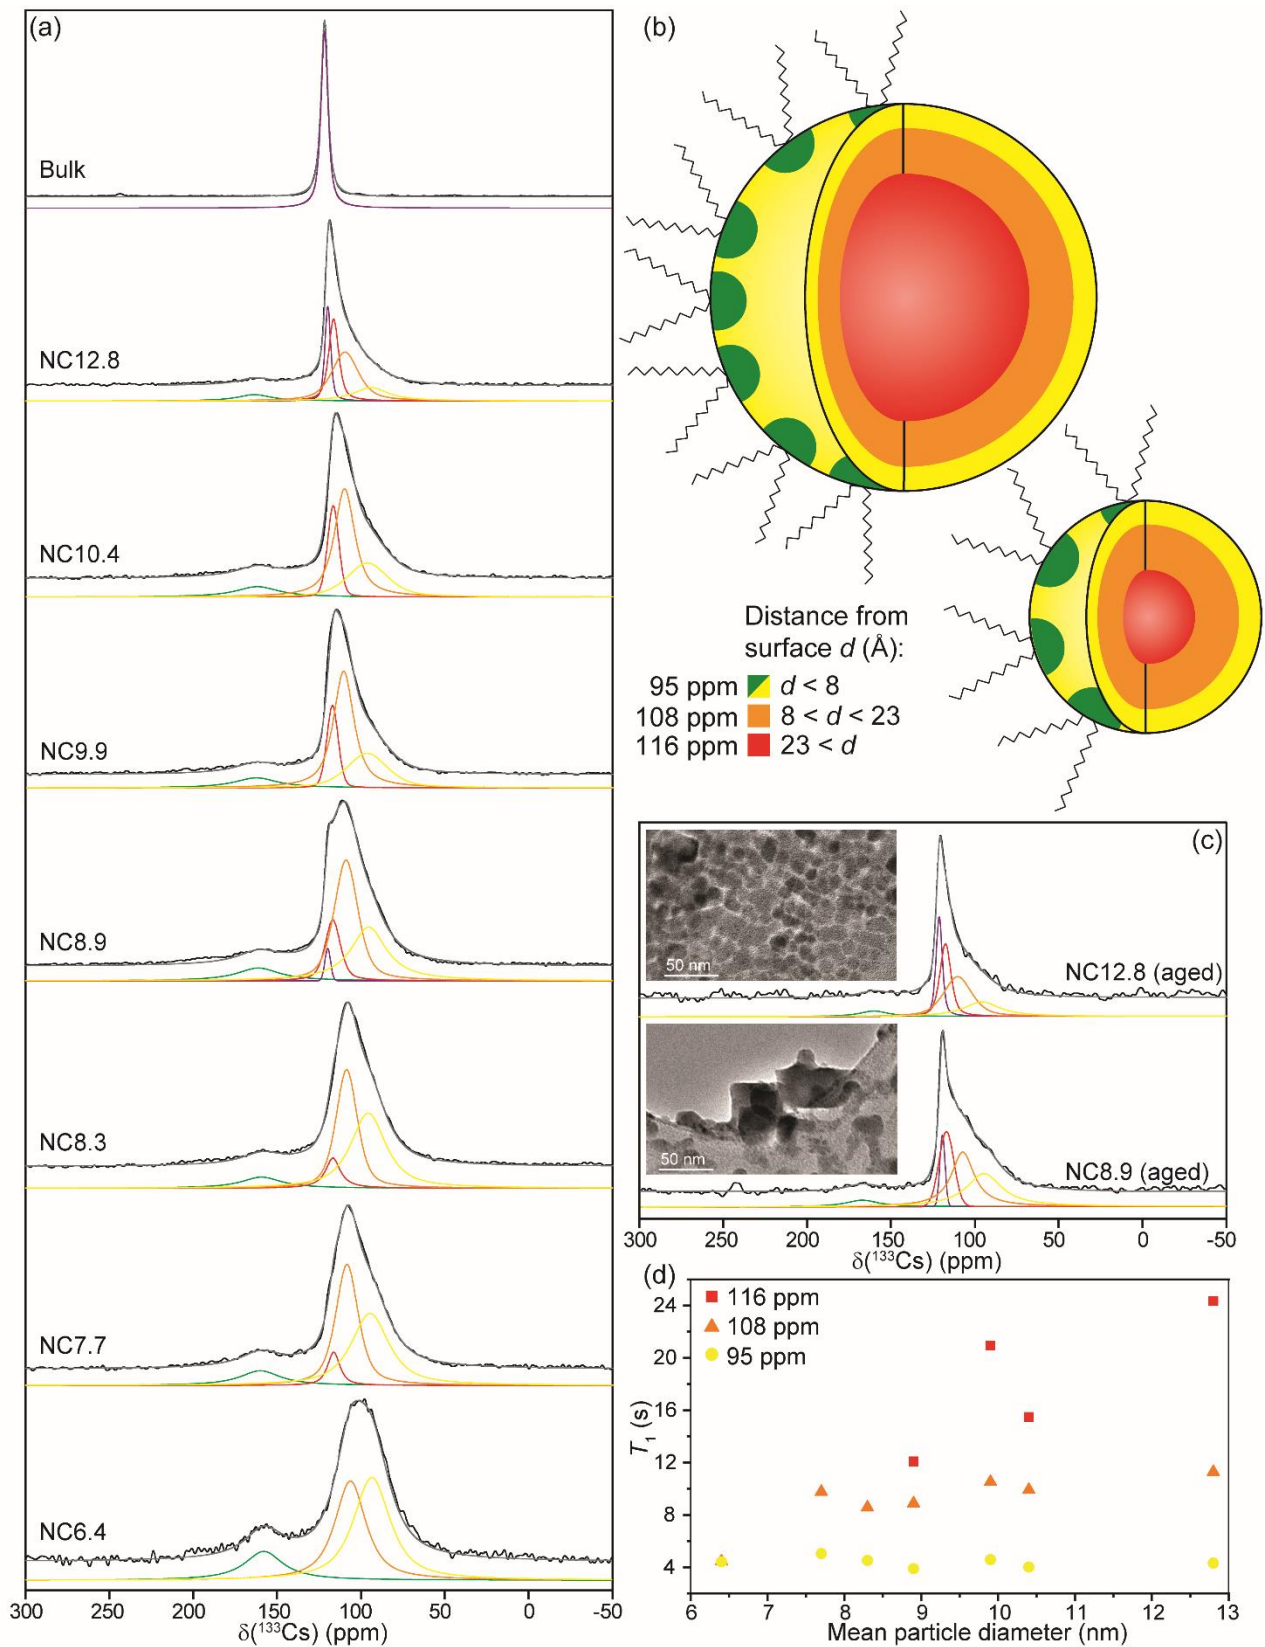 (a)
Bulk
NC12.8
NC10.4
NC9.9
NC8.9
NC8.3
NC7.7
NC6.4
300 250 200 150 100 50 0 -50
δ(¹³³Cs) (ppm)
(b)
Distance from
surface d (Å):
95 ppm d < 8
108 ppm 8 < d < 23
116 ppm 23 < d
(c)
50 nm
NC12.8 (aged)
50 nm
NC8.9 (aged)
300 250 200 150 100 50 0 -50
δ(¹³³Cs) (ppm)
(d)
116 ppm
108 ppm
95 ppm
24
20
16
12
8
4
T₁ (s)
6 7 8 9 10 11 12 13
Mean particle diameter (nm)